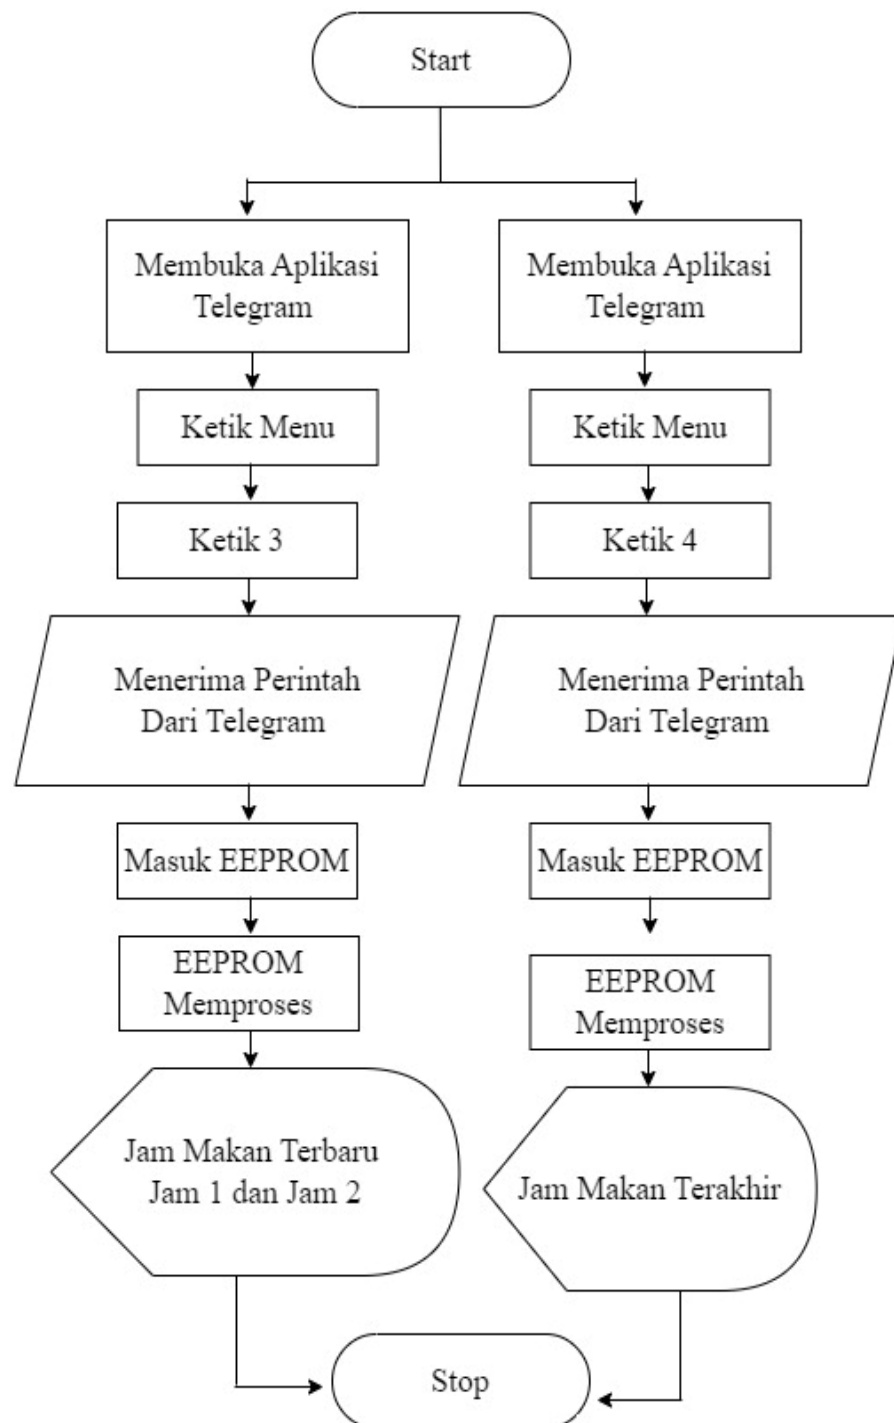 Start
Membuka Aplikasi
Telegram
Ketik Menu
Ketik 3
Menerima Perintah
Dari Telegram
Masuk EEPROM
EEPROM
Memproses
Jam Makan Terbaru
Jam 1 dan Jam 2
Membuka Aplikasi
Telegram
Ketik Menu
Ketik 4
Menerima Perintah
Dari Telegram
Masuk EEPROM
EEPROM
Memproses
Jam Makan Terakhir
Stop